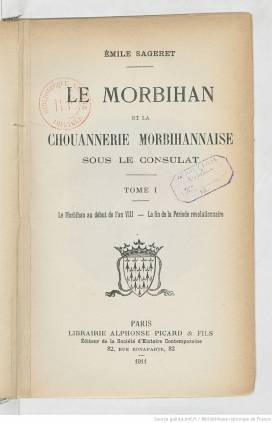 ÉMILE SAGERET
LE MORBIHAN
ET LA
CHOUANNERIE MORBIHANNAISE
SOUS LE CONSULAT
TOME I
Le Morbihan au début de l'an VIII — La fin de la Période révolutionnaire
PARIS
LIBRAIRIE ALPHONSE PICARD & FILS
Éditeur de la Société d'Histoire Contemporaine
82, RUE BONAPARTE, 82
1911
Source gallica.bnf.fr / Bibliothèque nationale de France